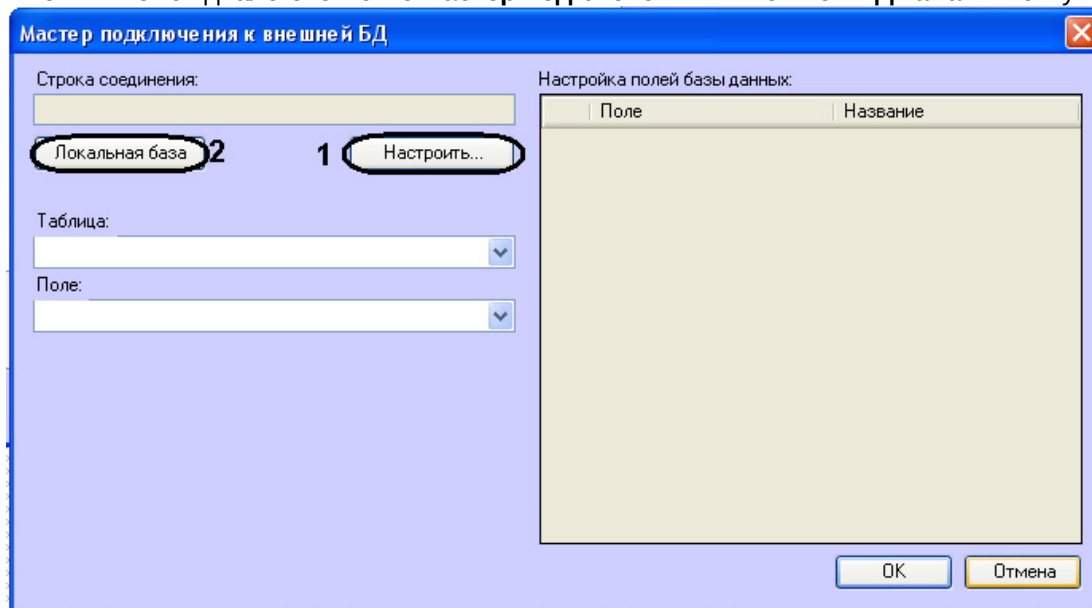 Мастер подключения к внешней БД
Строка соединения:
Локальная база 2
1 Настроить...
Таблица:
Поле:
Настройка полей базы данных:
Поле Название
OK Отмена